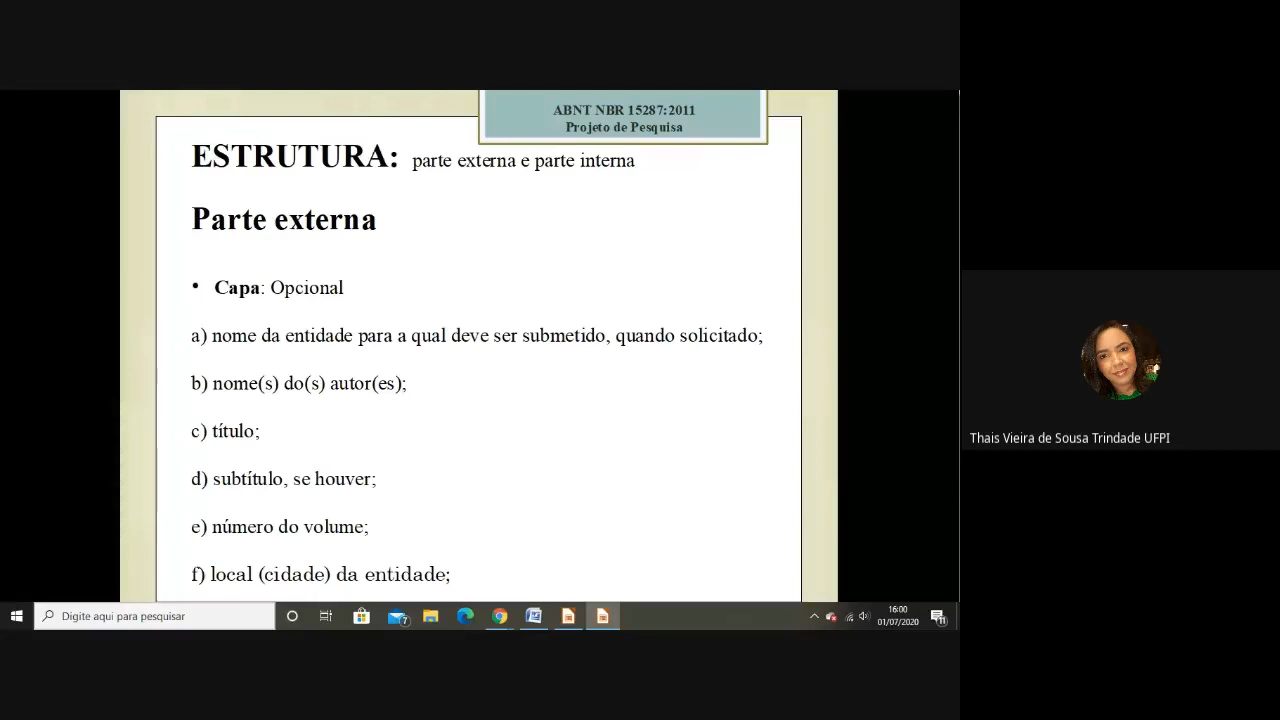 ABNT NBR 15287:2011
Projeto de Pesquisa
ESTRUTURA: parte externa e parte interna
Parte externa
• Capa: Opcional
a) nome da entidade para a qual deve ser submetido, quando solicitado;
b) nome(s) do(s) autor(es);
c) título;
d) subtítulo, se houver;
e) número do volume;
f) local (cidade) da entidade;
Thais Vieira de Sousa Trindade UFPI
Digite aqui para pesquisar
7
16:00
01/07/2020
11